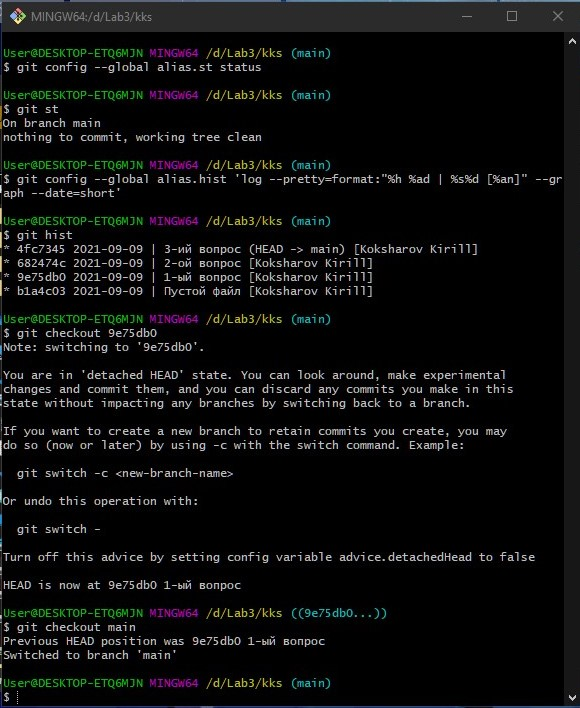 MINGW64:/d/Lab3/kks
User@DESKTOP-ETQ6MJN MINGW64 /d/Lab3/kks (main)
$ git config --global alias.st status
User@DESKTOP-ETQ6MJN MINGW64 /d/Lab3/kks (main)
$ git st
On branch main
nothing to commit, working tree clean
User@DESKTOP-ETQ6MJN MINGW64 /d/Lab3/kks (main)
$ git config --global alias.hist 'log --pretty=format:"%h %ad | %s%d [%an]" --gr
aph --date=short'
User@DESKTOP-ETQ6MJN MINGW64 /d/Lab3/kks (main)
$ git hist
* 4fc7345 2021-09-09 | 3-ий вопрос (HEAD -> main) [Koksharov Kirill]
* 682474c 2021-09-09 | 2-ой вопрос [Koksharov Kirill]
* 9e75db0 2021-09-09 | 1-ый вопрос [Koksharov Kirill]
* b1a4c03 2021-09-09 | Пустой файл [Koksharov Kirill]
User@DESKTOP-ETQ6MJN MINGW64 /d/Lab3/kks (main)
$ git checkout 9e75db0
Note: switching to '9e75db0'.
You are in 'detached HEAD' state. You can look around, make experimental
changes and commit them, and you can discard any commits you make in this
state without impacting any branches by switching back to a branch.
If you want to create a new branch to retain commits you create, you may
do so (now or later) by using -c with the switch command. Example:
git switch -c <new-branch-name>
Or undo this operation with:
git switch -
Turn off this advice by setting config variable advice.detachedHead to false
HEAD is now at 9e75db0 1-ый вопрос
User@DESKTOP-ETQ6MJN MINGW64 /d/Lab3/kks ((9e75db0...))
$ git checkout main
Previous HEAD position was 9e75db0 1-ый вопрос
Switched to branch 'main'
User@DESKTOP-ETQ6MJN MINGW64 /d/Lab3/kks (main)
$